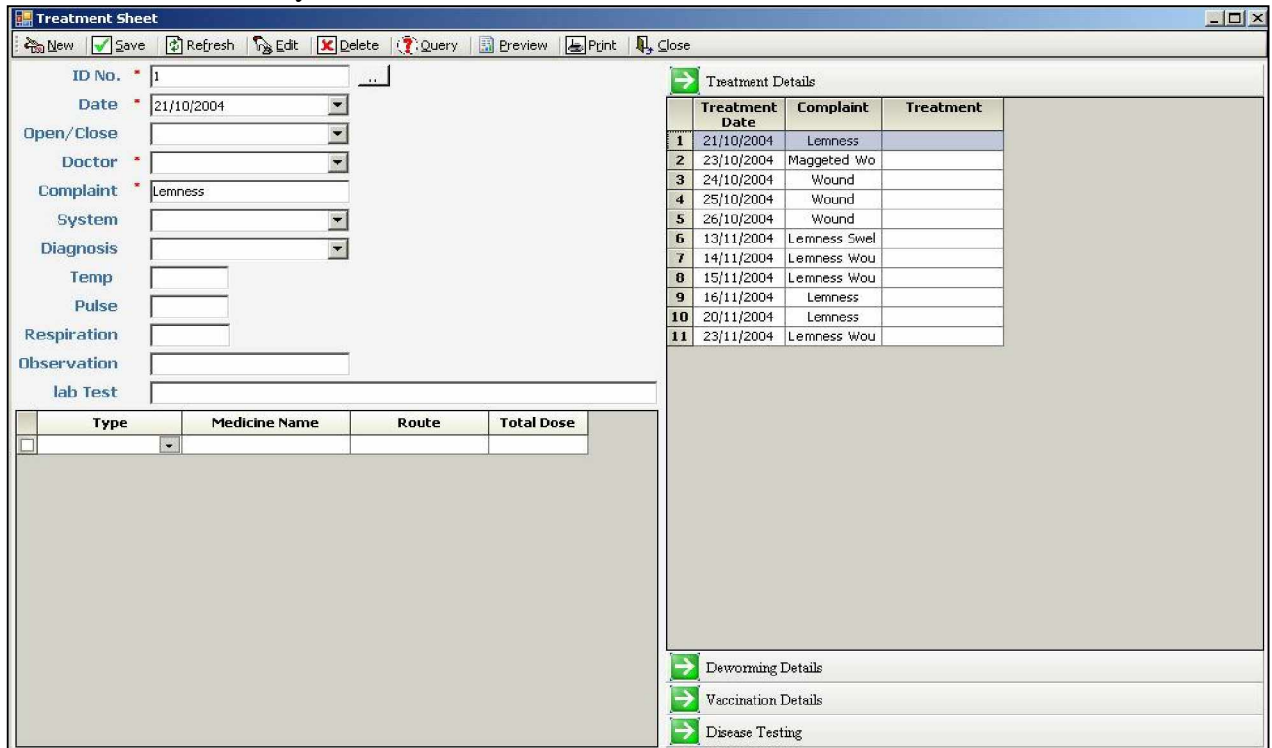 Treatment Sheet
New Save Refresh Edit Delete Query Preview Print Close
ID No. * 1 ..
Date * 21/10/2004
Open/Close
Doctor *
Complaint * Lemness
System
Diagnosis
Temp
Pulse
Respiration
Observation
lab Test
Type Medicine Name Route Total Dose
Treatment Details
Treatment Date Complaint Treatment
1 21/10/2004 Lemness
2 23/10/2004 Maggeted Wo
3 24/10/2004 Wound
4 25/10/2004 Wound
5 26/10/2004 Wound
6 13/11/2004 Lemness Swel
7 14/11/2004 Lemness Wou
8 15/11/2004 Lemness Wou
9 16/11/2004 Lemness
10 20/11/2004 Lemness
11 23/11/2004 Lemness Wou
Deworming Details
Vaccination Details
Disease Testing